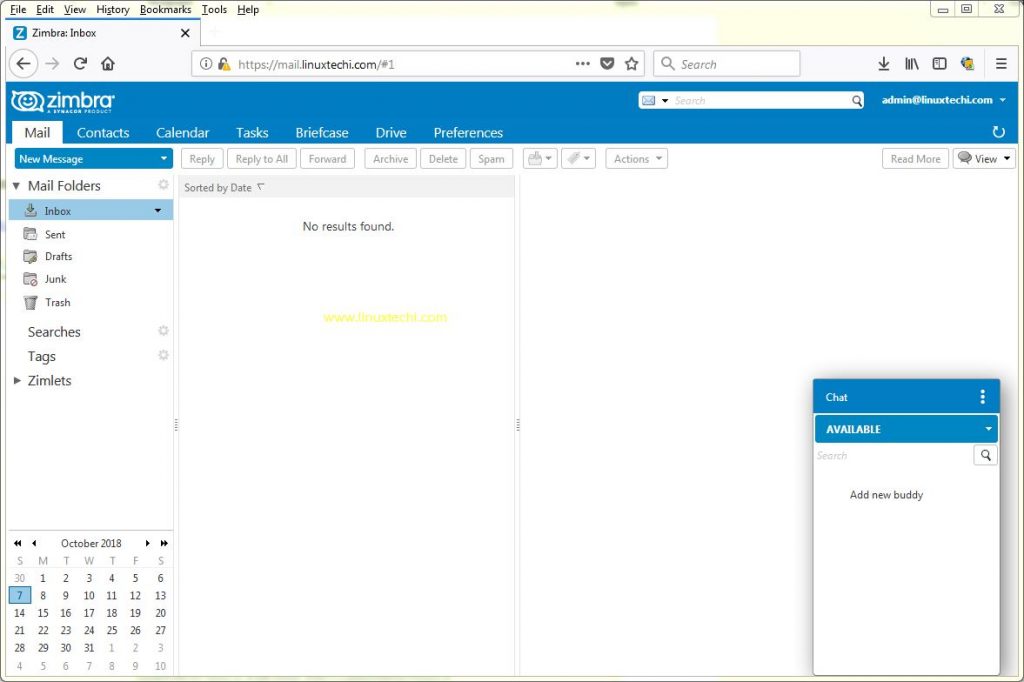 File Edit View History Bookmarks Tools Help
Zimbra: Inbox
https://mail.linuxtechi.com/#1
Search
zimbra
A SYNACOR PRODUCT
Search
admin@linuxtechi.com
Mail Contacts Calendar Tasks Briefcase Drive Preferences
New Message Reply Reply to All Forward Archive Delete Spam Actions Read More View
Mail Folders
Sorted by Date
Inbox
No results found.
Sent
Drafts
Junk
Trash
www.linuxtechi.com
Searches
Tags
Zimlets
Chat
AVAILABLE
Search
Add new buddy
October 2018
S M T W T F S
30 1 2 3 4 5 6
7 8 9 10 11 12 13
14 15 16 17 18 19 20
21 22 23 24 25 26 27
28 29 30 31 1 2 3
4 5 6 7 8 9 10